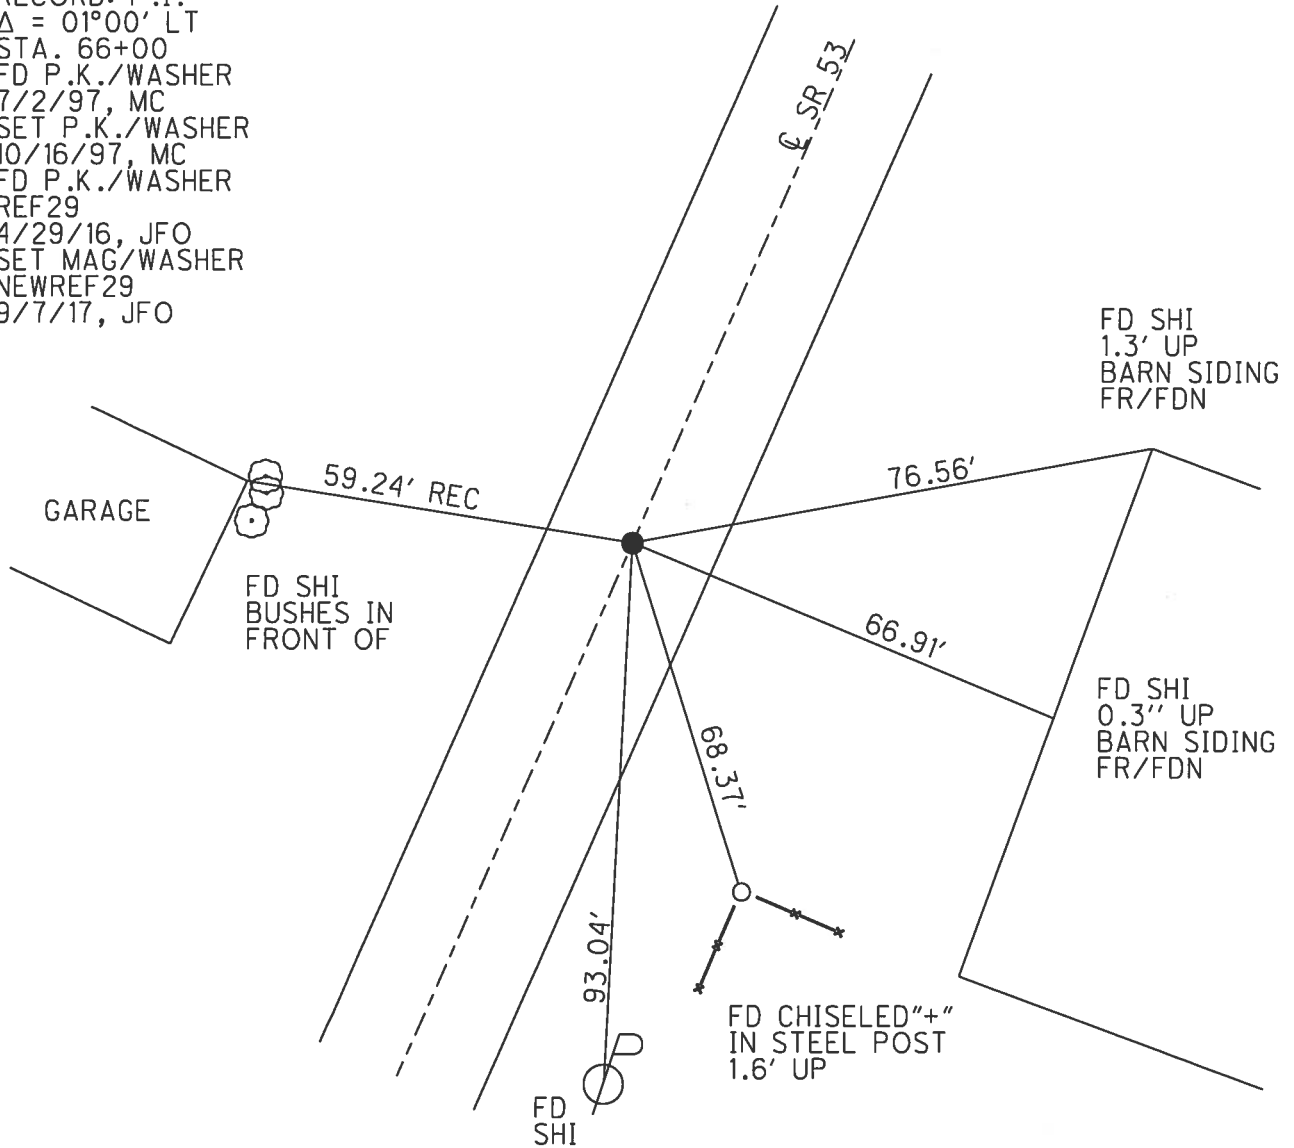 RECORD: P.I.
Δ = 01°00' LT
STA. 66+00
FD P.K./WASHER
7/2/97, MC
SET P.K./WASHER
10/16/97, MC
FD P.K./WASHER
REF29
4/29/16, JFO
SET MAG/WASHER
NEWREF29
9/7/17, JFO
℄ SR 53
FD SHI
1.3' UP
BARN SIDING
FR/FDN
59.24' REC
76.56'
GARAGE
FD SHI
BUSHES IN
FRONT OF
66.91'
FD SHI
0.3'' UP
BARN SIDING
FR/FDN
68.37'
93.04'
FD CHISELED"+"
IN STEEL POST
1.6' UP
FD
SHI